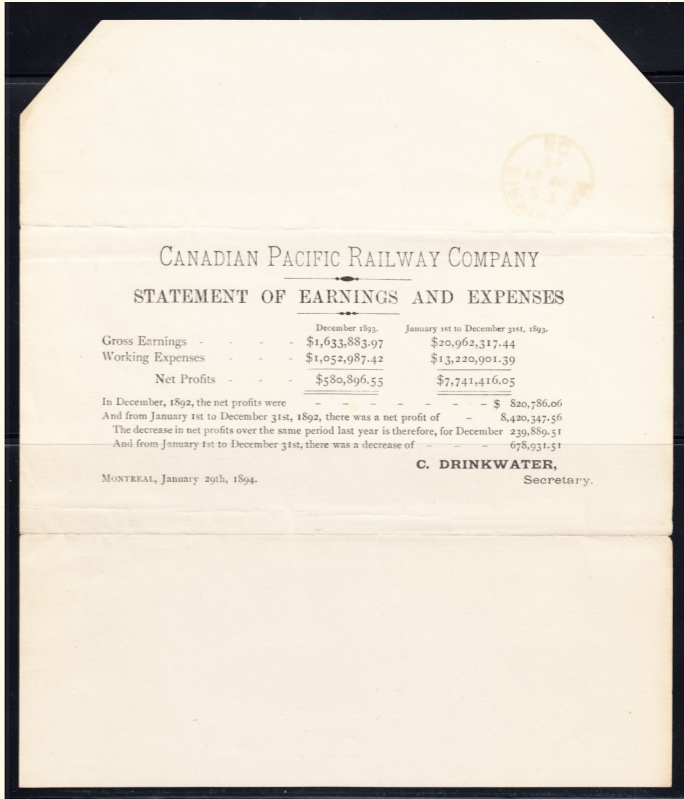 CANADIAN PACIFIC RAILWAY COMPANY
STATEMENT OF EARNINGS AND EXPENSES
December 1893. January 1st to December 31st, 1893.
Gross Earnings - - - $1,633,883.97 $20,962,317.44
Working Expenses - - - $1,052,987.42 $13,220,901.39
Net Profits - - - $580,896.55 $7,741,416.05
In December, 1892, the net profits were - - - - - - - $ 820,786.06
And from January 1st to December 31st, 1892, there was a net profit of - 8,420,347.56
The decrease in net profits over the same period last year is therefore, for December 239,889.51
And from January 1st to December 31st, there was a decrease of - - - 678,931.51
C. DRINKWATER,
Secretary.
MONTREAL, January 29th, 1894.